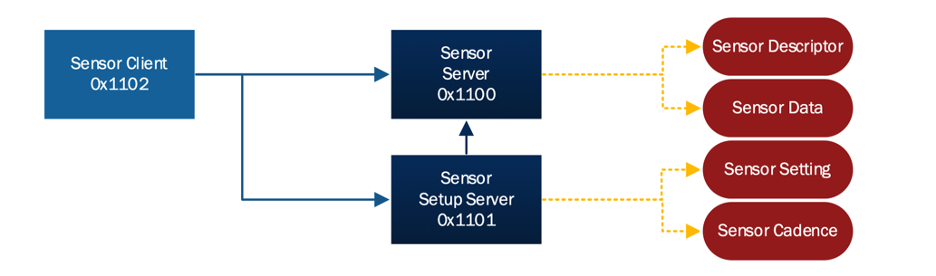 Sensor Client
0x1102
Sensor
Server
0x1100
Sensor
Setup Server
0x1101
Sensor Descriptor
Sensor Data
Sensor Setting
Sensor Cadence